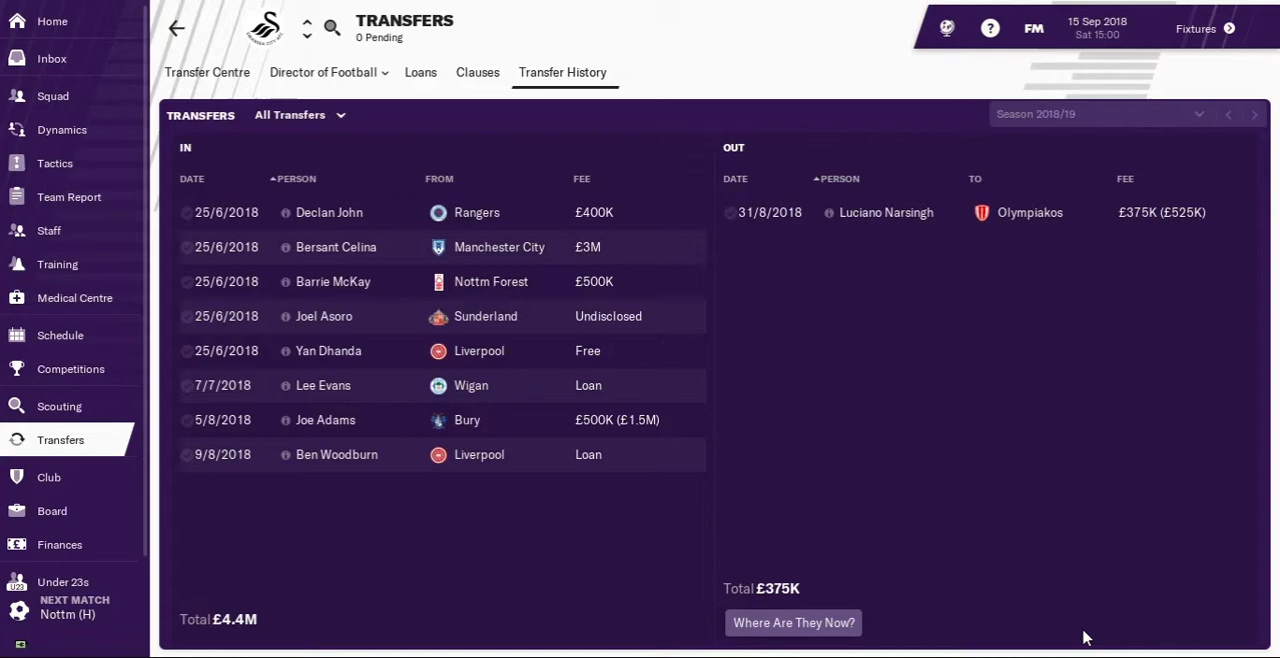 Home
Inbox
Squad
Dynamics
Tactics
Team Report
Staff
Training
Medical Centre
Schedule
Competitions
Scouting
Transfers
Club
Board
Finances
Under 23s
NEXT MATCH
Nottm (H)
TRANSFERS
0 Pending
FM
15 Sep 2018
Sat 15:00
Fixtures
Transfer Centre Director of Football Loans Clauses Transfer History
TRANSFERS All Transfers Season 2018/19
IN
DATE PERSON FROM FEE
25/6/2018 Declan John Rangers £400K
25/6/2018 Bersant Celina Manchester City £3M
25/6/2018 Barrie McKay Nottm Forest £500K
25/6/2018 Joel Asoro Sunderland Undisclosed
25/6/2018 Yan Dhanda Liverpool Free
7/7/2018 Lee Evans Wigan Loan
5/8/2018 Joe Adams Bury £500K (£1.5M)
9/8/2018 Ben Woodburn Liverpool Loan
Total £4.4M
OUT
DATE PERSON TO FEE
31/8/2018 Luciano Narsingh Olympiakos £375K (£525K)
Total £375K
Where Are They Now?